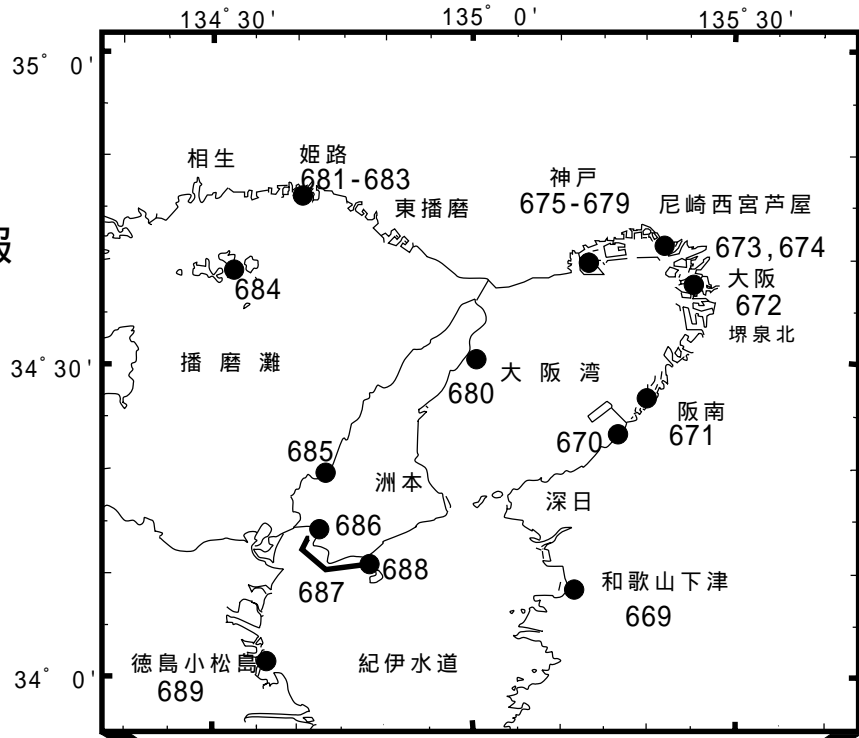 134° 30' 135° 0' 135° 30'
35° 0'
相生 姫路
681-683
神戸
675-679
東播磨
尼崎西宮芦屋
673,674
報
684
大阪
672
堺泉北
34° 30'
播磨灘
680
大阪湾
阪南
671
670
685
洲本
深日
686
688
687
和歌山下津
669
徳島小松島
689
紀伊水道
34° 0'